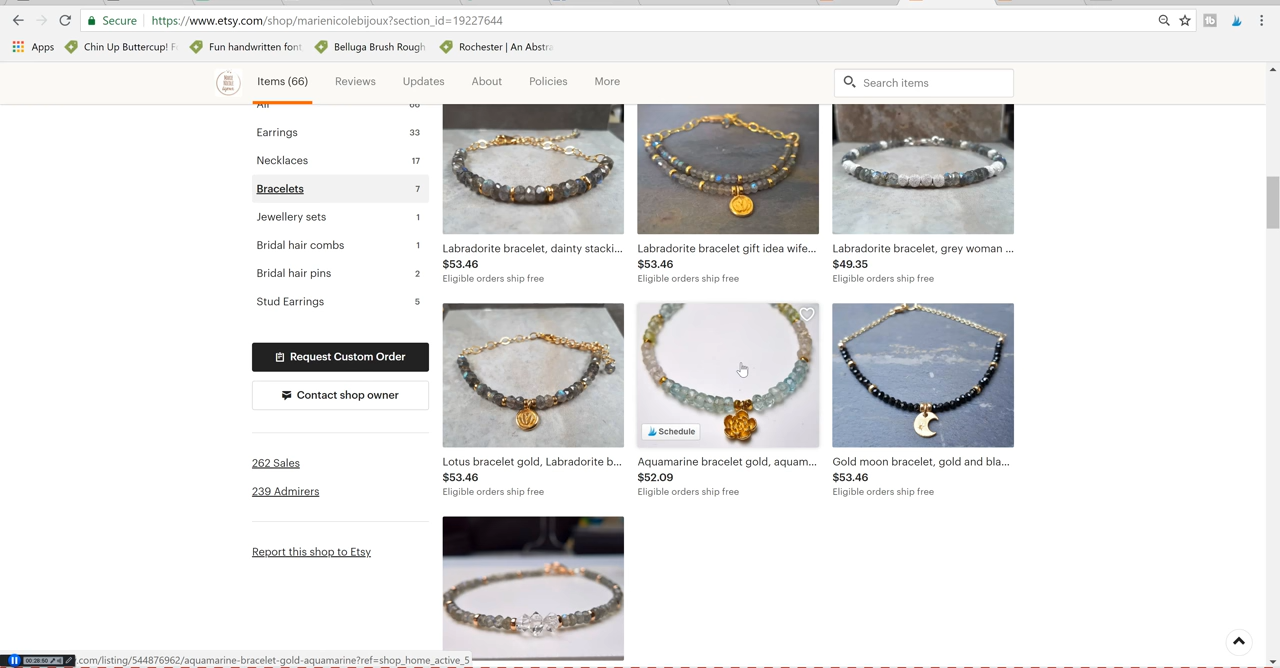 Secure
https://www.etsy.com/shop/marienicolebijoux?section_id=19227644
Apps
Chin Up Buttercup! F
Fun handwritten font
Belluga Brush Rough
Rochester | An Abstra
Items (66)
Reviews
Updates
About
Policies
More
Search items
All 66
Earrings 33
Necklaces 17
Bracelets 7
Jewellery sets 1
Bridal hair combs 1
Bridal hair pins 2
Stud Earrings 5
Request Custom Order
Contact shop owner
262 Sales
239 Admirers
Report this shop to Etsy
Labradorite bracelet, dainty stacki...
$53.46
Eligible orders ship free
Labradorite bracelet gift idea wife...
$53.46
Eligible orders ship free
Labradorite bracelet, grey woman ...
$49.35
Eligible orders ship free
Lotus bracelet gold, Labradorite b...
$53.46
Eligible orders ship free
Schedule
Aquamarine bracelet gold, aquam...
$52.09
Eligible orders ship free
Gold moon bracelet, gold and bla...
$53.46
Eligible orders ship free
00:28:50
.com/listing/544876962/aquamarine-bracelet-gold-aquamarine?ref=shop_home_active_5